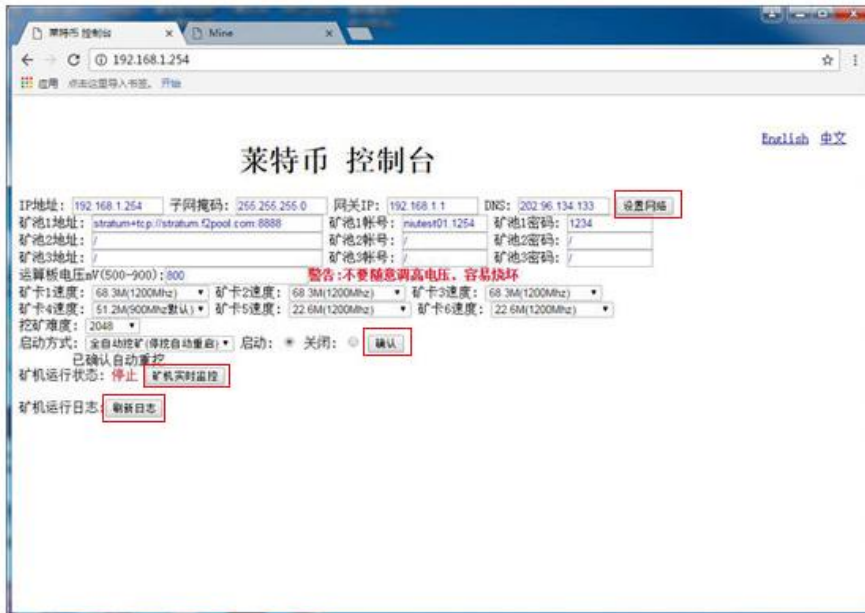 莱特币 控制台
Mine
192.168.1.254
应用 点击这里导入书签。 开始
English 中文
莱特币 控制台
IP地址: 192.168.1.254 子网掩码: 255.255.255.0 网关IP: 192.168.1.1 DNS: 202.96.134.133 设置网络
矿池1地址: stratum+tcp://stratum.f2pool.com:8888 矿池1帐号: niutest01.1254 矿池1密码: 1234
矿池2地址: / 矿池2帐号: / 矿池2密码: /
矿池3地址: / 矿池3帐号: / 矿池3密码: /
运算板电压mV(500-900): 800 警告:不要随意调高电压、容易烧坏
矿卡1速度: 68.3M(1200Mhz) 矿卡2速度: 68.3M(1200Mhz) 矿卡3速度: 68.3M(1200Mhz)
矿卡4速度: 51.2M(900Mhz默认) 矿卡5速度: 22.6M(1200Mhz) 矿卡6速度: 22.6M(1200Mhz)
挖矿难度: 2048
启动方式: 全自动挖矿(停挖自动重启) 启动: 关闭: 确认
已确认自动重挖
矿机运行状态: 停止 矿机实时监控
矿机运行日志: 刷新日志